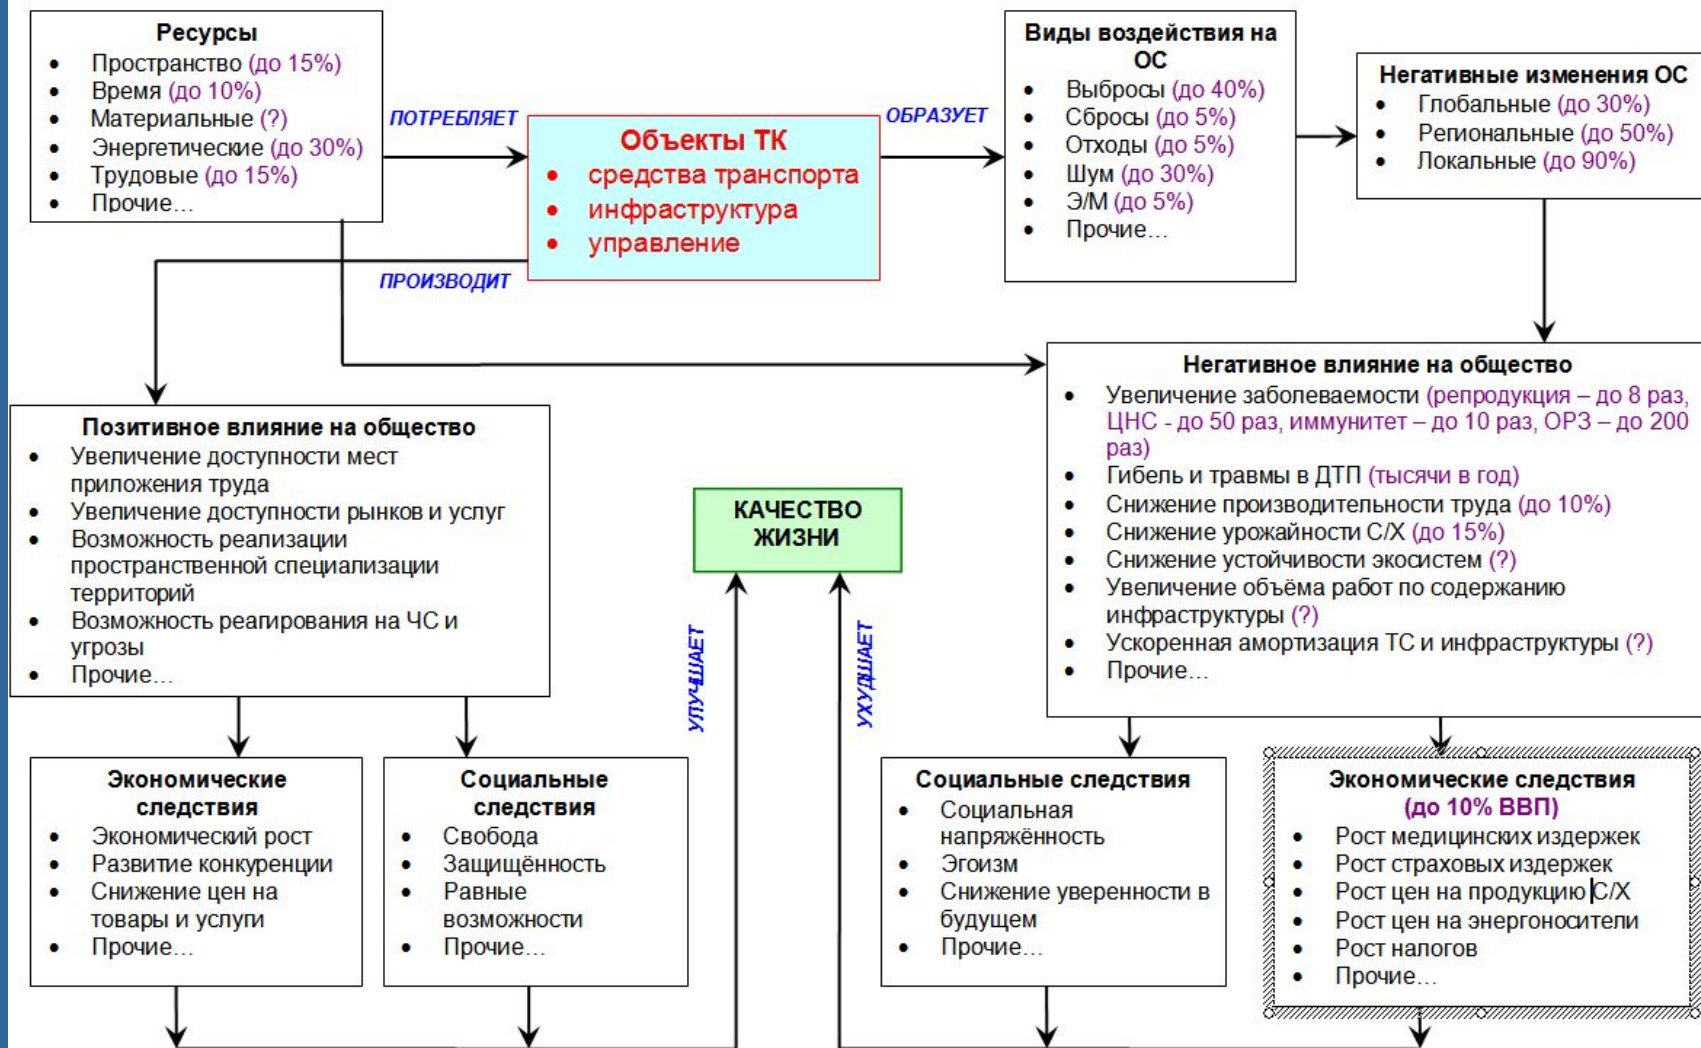 Ресурсы
• Пространство (до 15%)
• Время (до 10%)
• Материальные (?)
• Энергетические (до 30%)
• Трудовые (до 15%)
• Прочие…
ПОТРЕБЛЯЕТ
Объекты ТК
• средства транспорта
• инфраструктура
• управление
ОБРАЗУЕТ
Виды воздействия на
ОС
• Выбросы (до 40%)
• Сбросы (до 5%)
• Отходы (до 5%)
• Шум (до 30%)
• Э/М (до 5%)
• Прочие…
Негативные изменения ОС
• Глобальные (до 30%)
• Региональные (до 50%)
• Локальные (до 90%)
ПРОИЗВОДИТ
Позитивное влияние на общество
• Увеличение доступности мест
приложения труда
• Увеличение доступности рынков и услуг
• Возможность реализации
пространственной специализации
территорий
• Возможность реагирования на ЧС и
угрозы
• Прочие…
КАЧЕСТВО
ЖИЗНИ
УЛУЧШАЕТ
УХУДШАЕТ
Негативное влияние на общество
• Увеличение заболеваемости (репродукция – до 8 раз,
ЦНС - до 50 раз, иммунитет – до 10 раз, ОРЗ – до 200
раз)
• Гибель и травмы в ДТП (тысячи в год)
• Снижение производительности труда (до 10%)
• Снижение урожайности С/Х (до 15%)
• Снижение устойчивости экосистем (?)
• Увеличение объёма работ по содержанию
инфраструктуры (?)
• Ускоренная амортизация ТС и инфраструктуры (?)
• Прочие…
Экономические
следствия
• Экономический рост
• Развитие конкуренции
• Снижение цен на
товары и услуги
• Прочие…
Социальные
следствия
• Свобода
• Защищённость
• Равные
возможности
• Прочие…
Социальные следствия
• Социальная
напряжённость
• Эгоизм
• Снижение уверенности в
будущем
• Прочие…
Экономические следствия
(до 10% ВВП)
• Рост медицинских издержек
• Рост страховых издержек
• Рост цен на продукцию С/Х
• Рост цен на энергоносители
• Рост налогов
• Прочие…